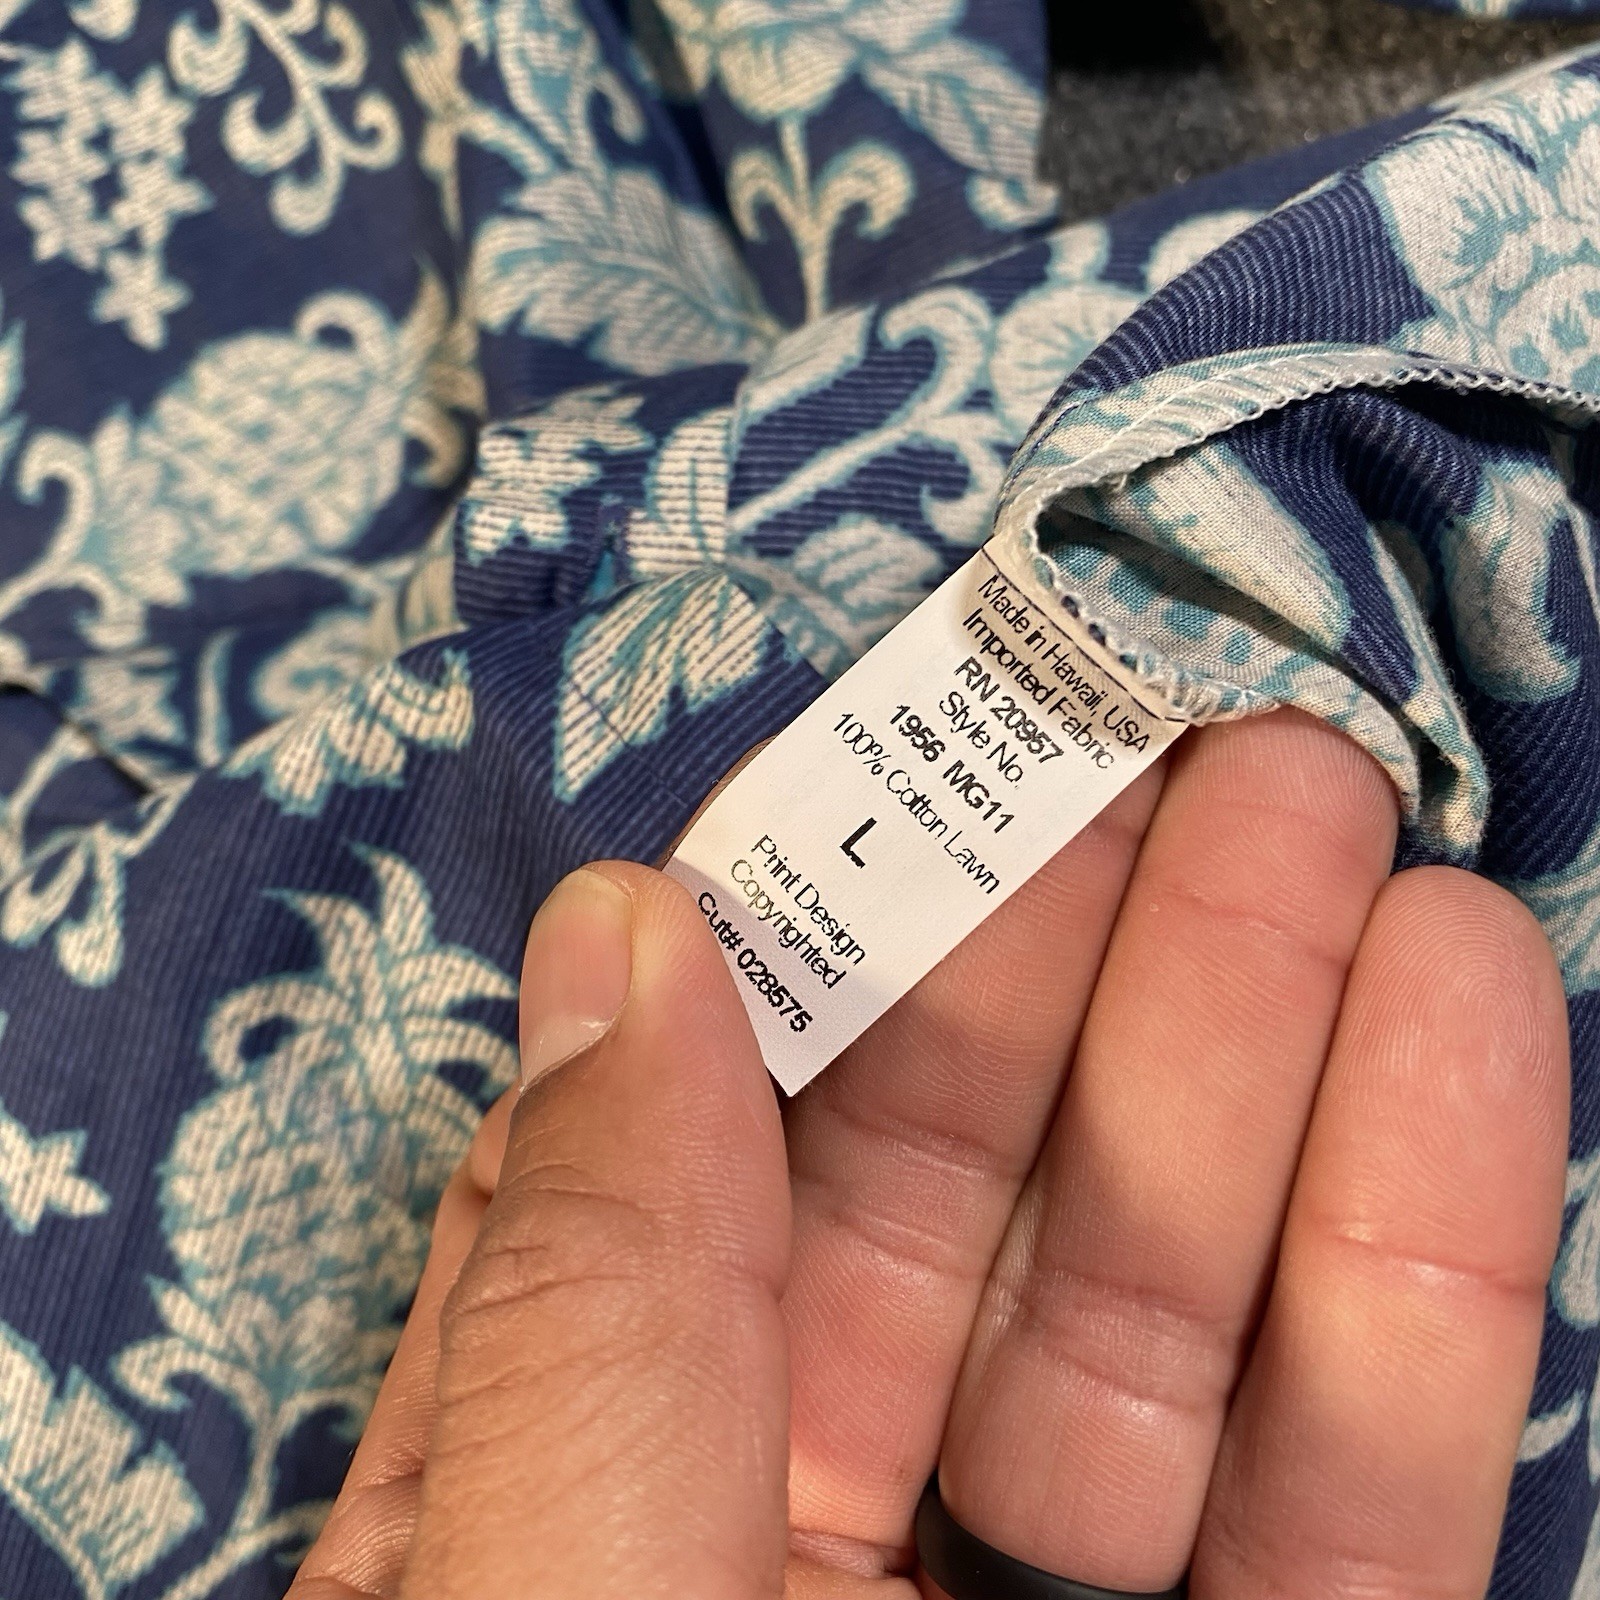 Made in Hawaii, USA
Imported Fabric
RN 20957
Style No.
1956 MG11
100% Cotton Lawn
L
Print Design
Copyrighted
Cut# 028575